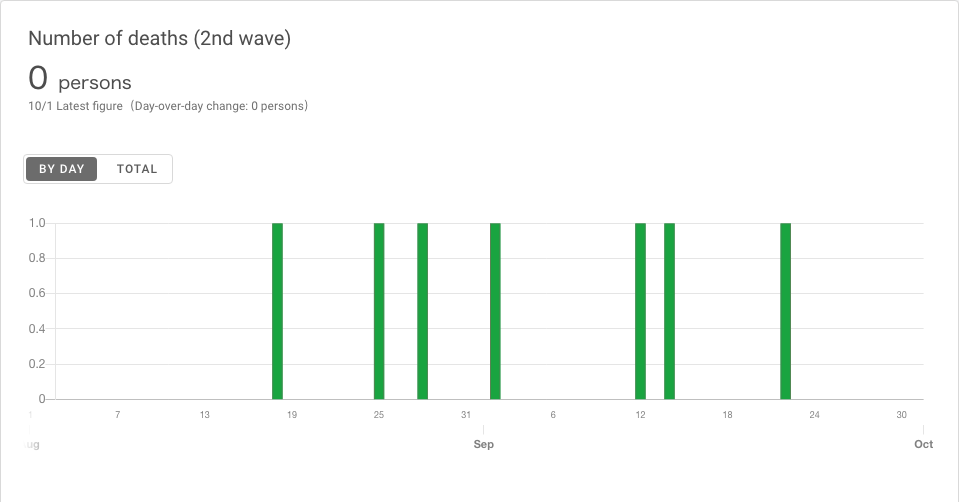 Number of deaths (2nd wave)
0 persons
10/1 Latest figure（Day-over-day change: 0 persons）
BY DAY TOTAL
1.0
0.8
0.6
0.4
0.2
0
1 7 13 19 25 31 6 12 18 24 30
ug Sep Oct